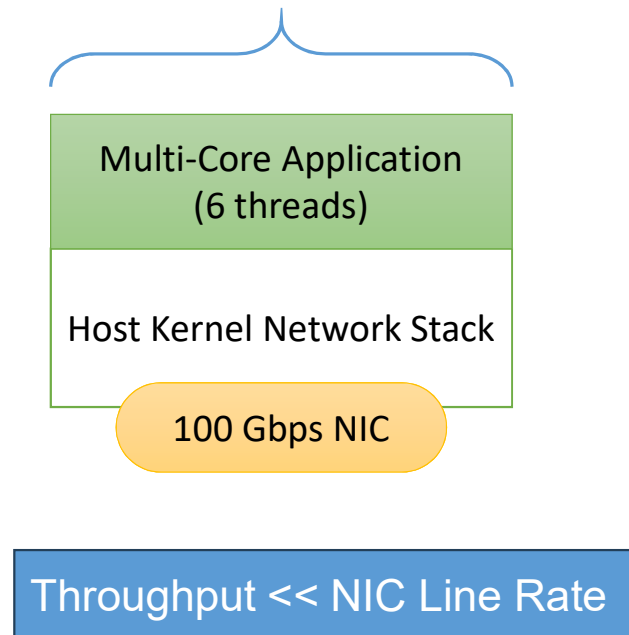 Multi-Core Application
(6 threads)
Host Kernel Network Stack
100 Gbps NIC
Throughput << NIC Line Rate